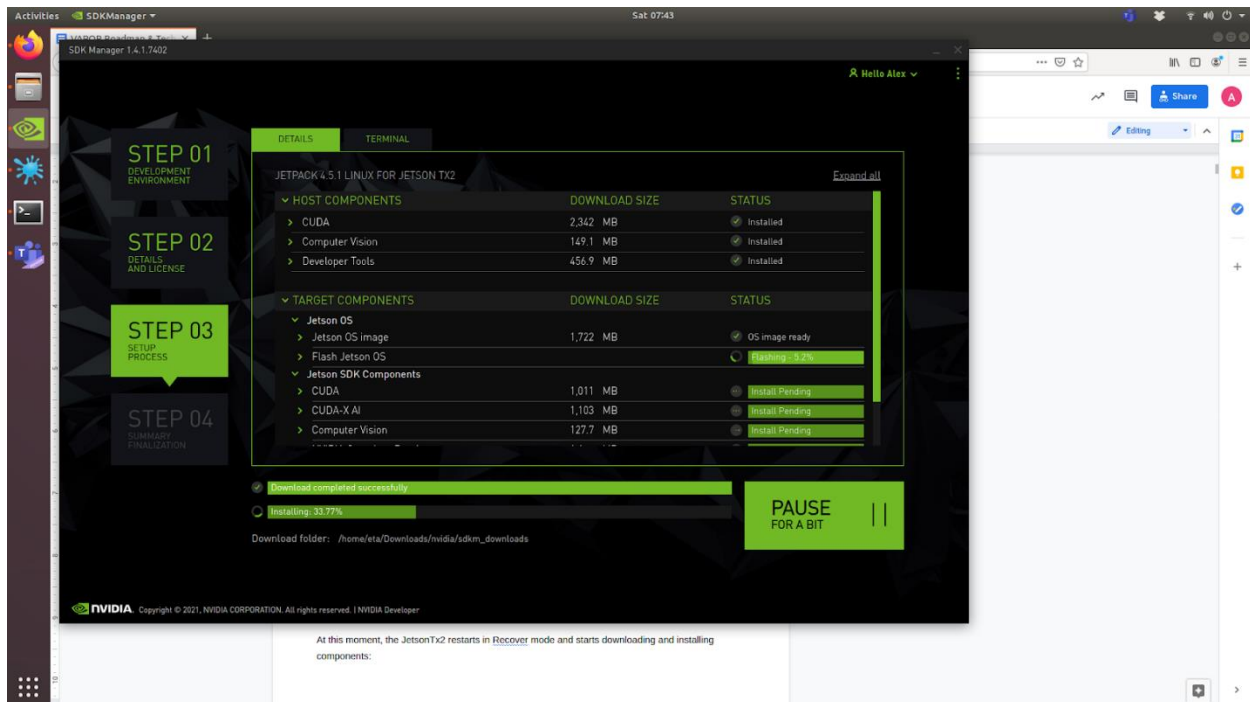 Activities SDKManager Sat 07:43
VAPOR Roadmap & Tech
SDK Manager 1.4.1.7402
Hello Alex
Share
A
Editing
STEP 01
DEVELOPMENT
ENVIRONMENT
STEP 02
DETAILS
AND LICENSE
STEP 03
SETUP
PROCESS
STEP 04
SUMMARY
FINALIZATION
DETAILS TERMINAL
JETPACK 4.5.1 LINUX FOR JETSON TX2 Expand all
HOST COMPONENTS DOWNLOAD SIZE STATUS
CUDA 2,342 MB Installed
Computer Vision 149.1 MB Installed
Developer Tools 456.9 MB Installed
TARGET COMPONENTS DOWNLOAD SIZE STATUS
Jetson OS
Jetson OS image 1,722 MB OS image ready
Flash Jetson OS Flashing - 5.2%
Jetson SDK Components
CUDA 1,011 MB Install Pending
CUDA-X AI 1,103 MB Install Pending
Computer Vision 127.7 MB Install Pending
Download completed successfully
Installing: 33.77%
Download folder: /home/eta/Downloads/nvidia/sdkm_downloads
PAUSE
FOR A BIT
NVIDIA. Copyright © 2021, NVIDIA CORPORATION. All rights reserved. | NVIDIA Developer
At this moment, the JetsonTx2 restarts in Recover mode and starts downloading and installing
components: